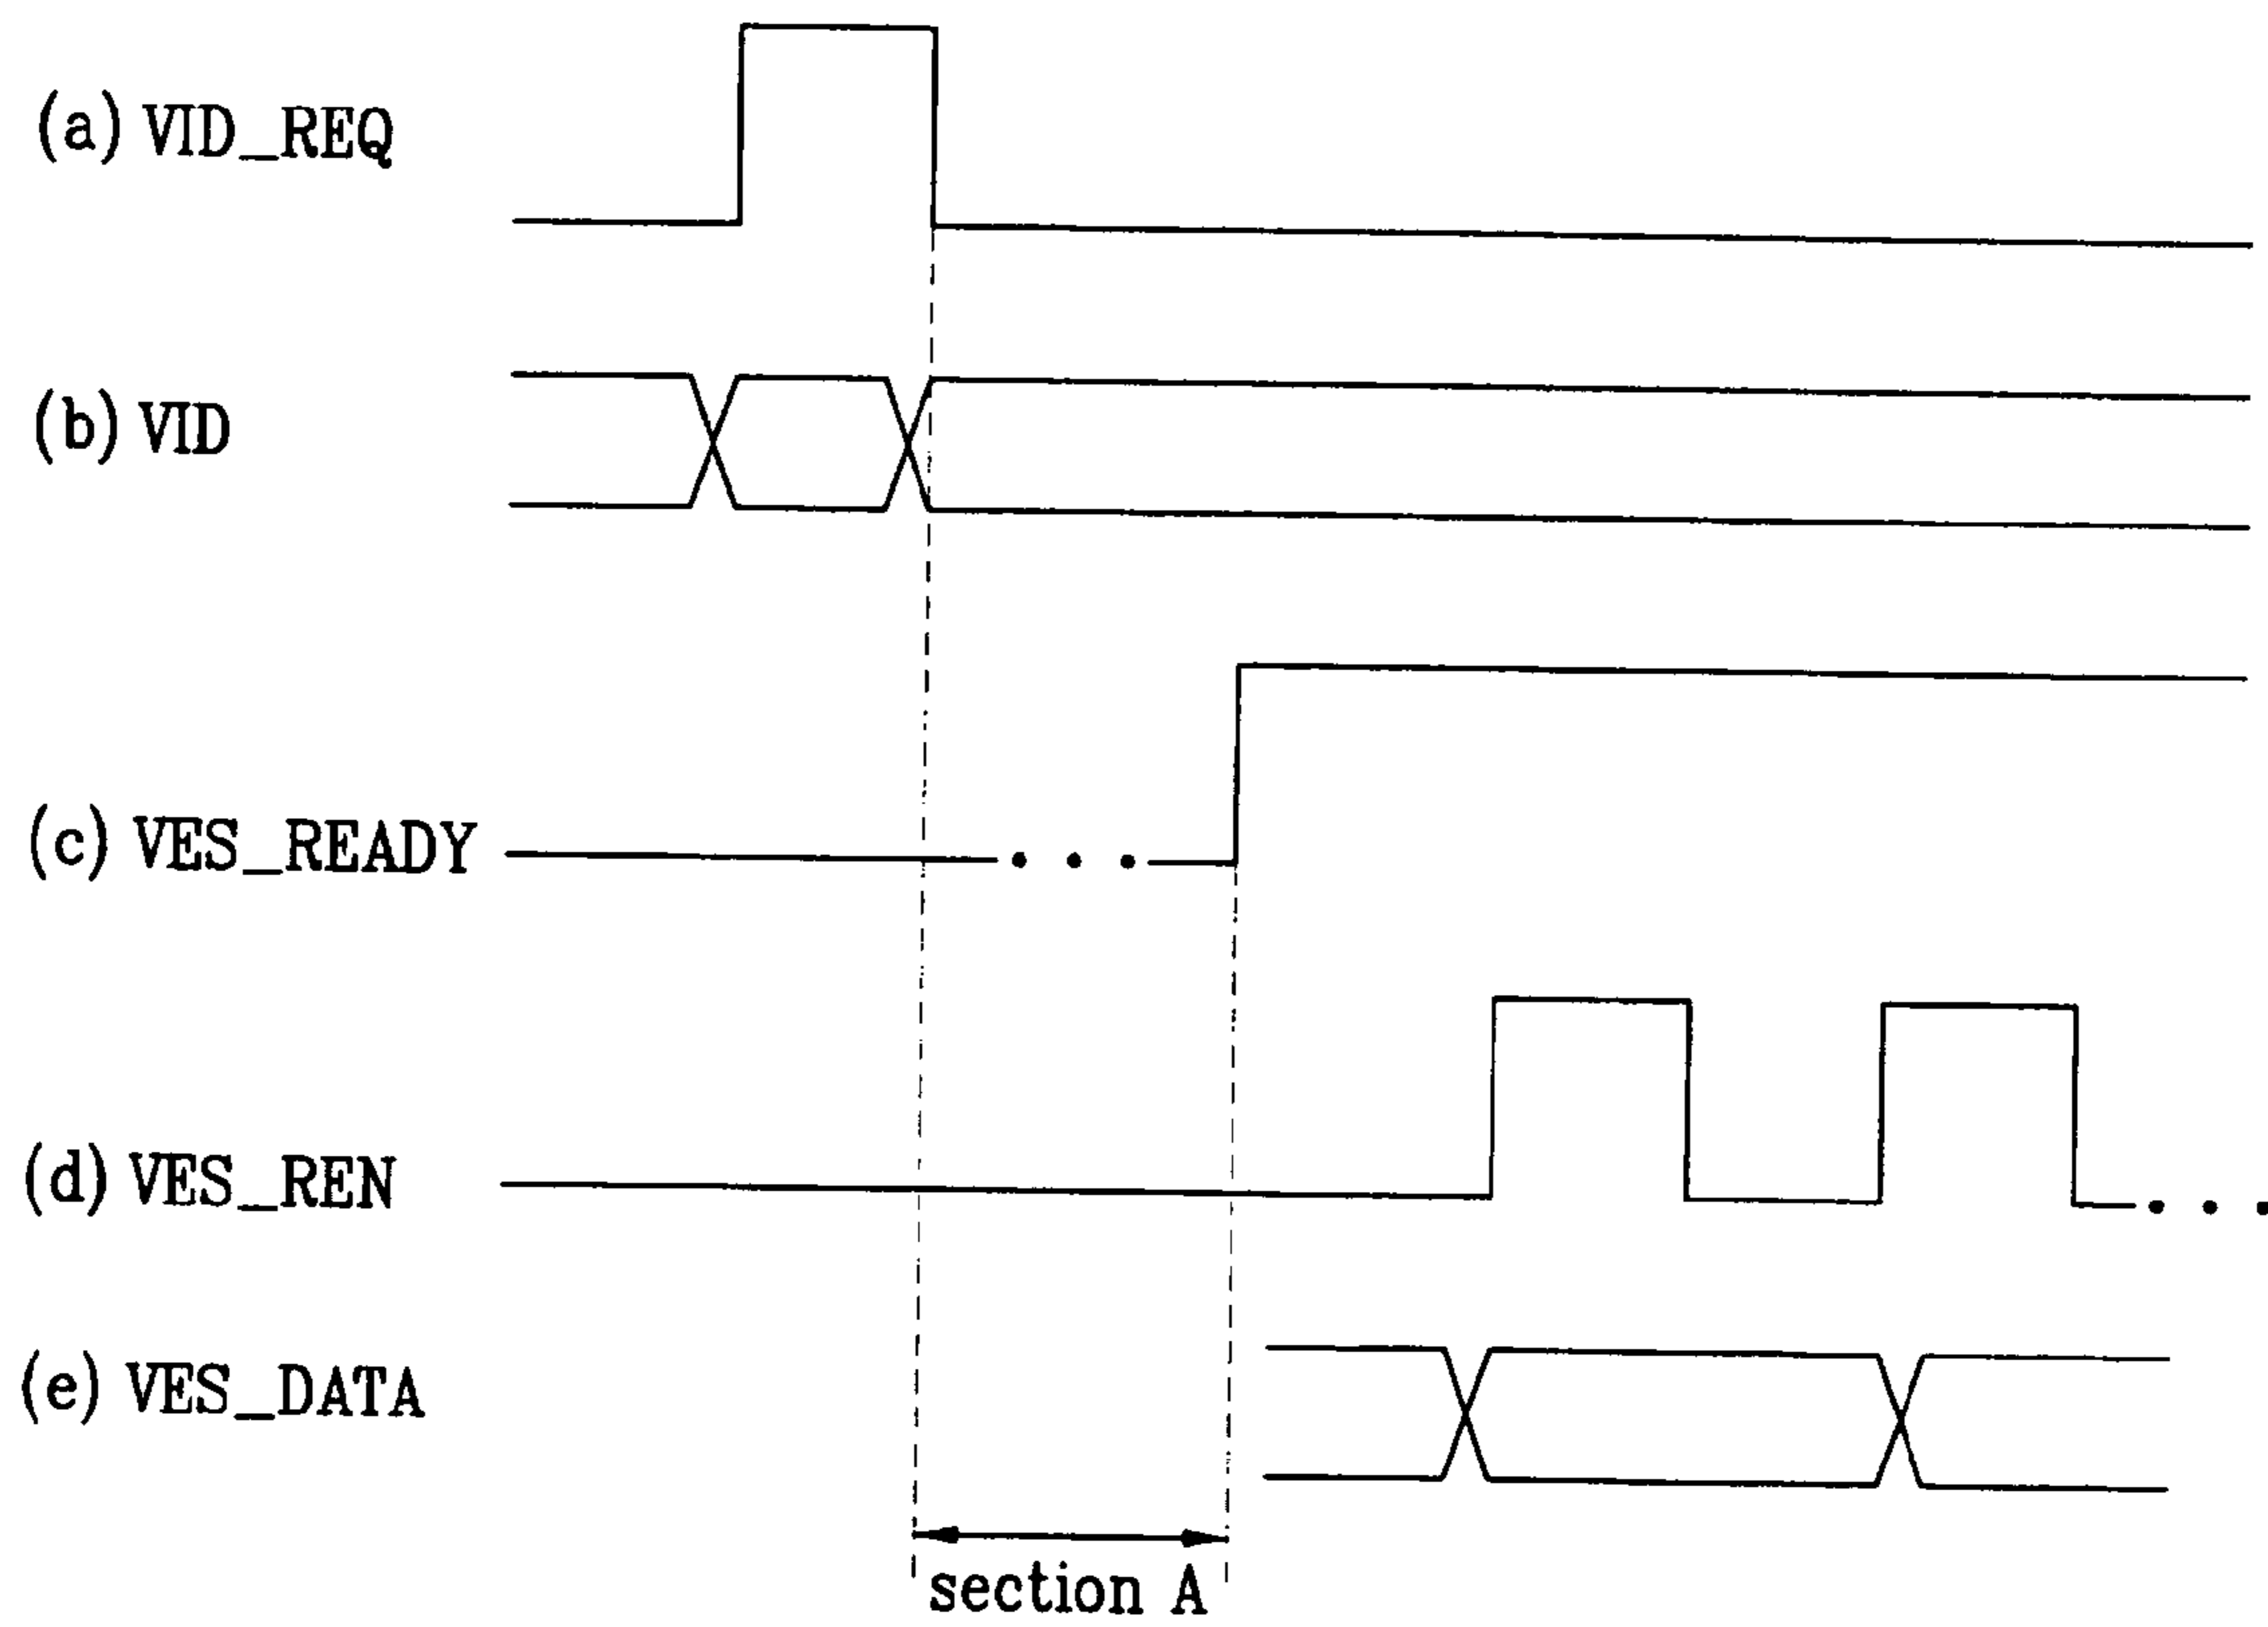 (a) VID_REQ
(b) VID
(c) VES_READY
(d) VES_REN
(e) VES_DATA
section A